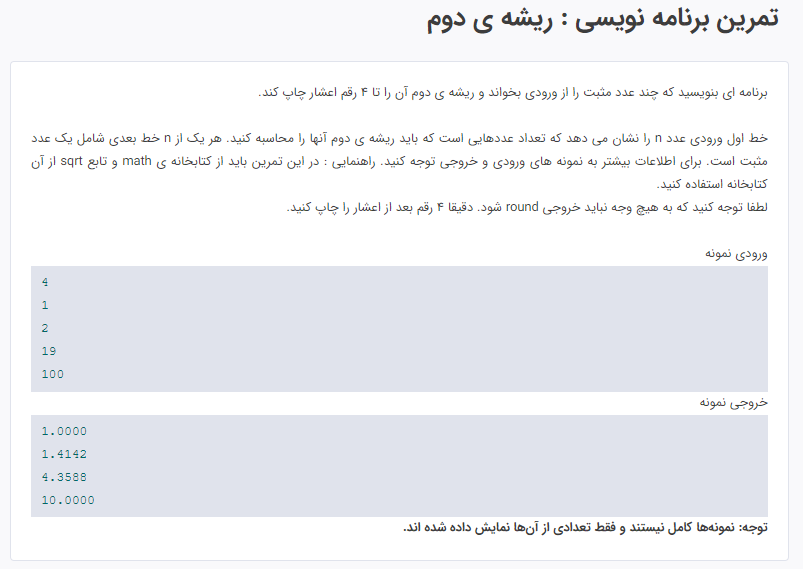 تمرین برنامه نویسی : ریشه ی دوم
برنامه ای بنویسید که چند عدد مثبت را از ورودی بخواند و ریشه ی دوم آن را تا ۴ رقم اعشار چاپ کند.
خط اول ورودی عدد n را نشان می دهد که تعداد عددهایی است که باید ریشه ی دوم آنها را محاسبه کنید. هر یک از n خط بعدی شامل یک عدد
مثبت است. برای اطلاعات بیشتر به نمونه های ورودی و خروجی توجه کنید. راهنمایی : در این تمرین باید از کتابخانه ی math و تابع sqrt از آن
کتابخانه استفاده کنید.
لطفا توجه کنید که به هیچ وجه نباید خروجی round شود. دقیقا ۴ رقم بعد از اعشار را چاپ کنید.
ورودی نمونه
4
1
2
19
100
خروجی نمونه
1.0000
1.4142
4.3588
10.0000
توجه: نمونه‌ها کامل نیستند و فقط تعدادی از آن‌ها نمایش داده شده اند.